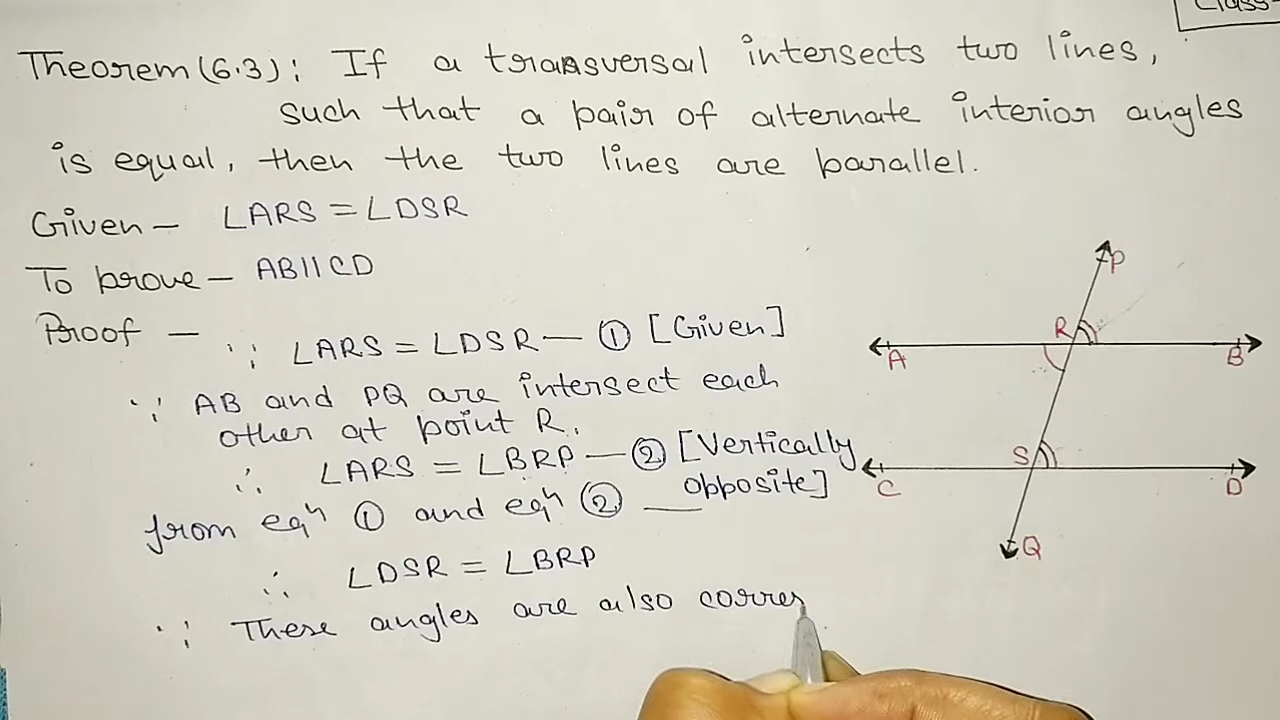 Class-
Theorem (6.3): If a transversal intersects two lines,
such that a pair of alternate interior angles
is equal, then the two lines are parallel.
Given — ∠ARS = ∠DSR
To prove — AB||CD
Proof —
∵ ∠ARS = ∠DSR — ① [Given]
∵ AB and PQ are intersect each
other at point R.
∴ ∠ARS = ∠BRP — ② [Vertically
opposite]
from eqⁿ ① and eqⁿ ② __
∴ ∠DSR = ∠BRP
∵ These angles are also corres
P
R
A
B
S
C
D
Q